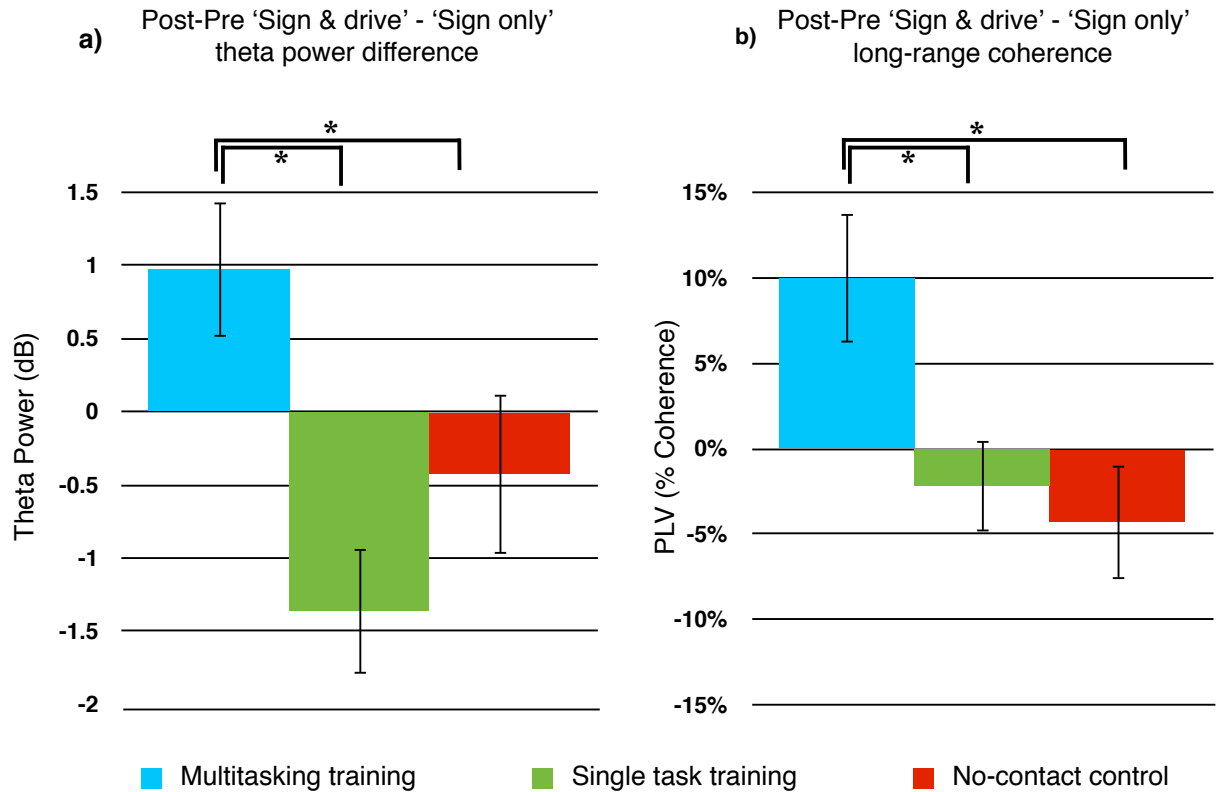 a)
Post-Pre ‘Sign & drive’ - ‘Sign only’
theta power difference
*
*
1.5
1
0.5
0
-0.5
-1
-1.5
-2
Theta Power (dB)
b)
Post-Pre ‘Sign & drive’ - ‘Sign only’
long-range coherence
*
*
15%
10%
5%
0%
-5%
-10%
-15%
PLV (% Coherence)
Multitasking training
Single task training
No-contact control